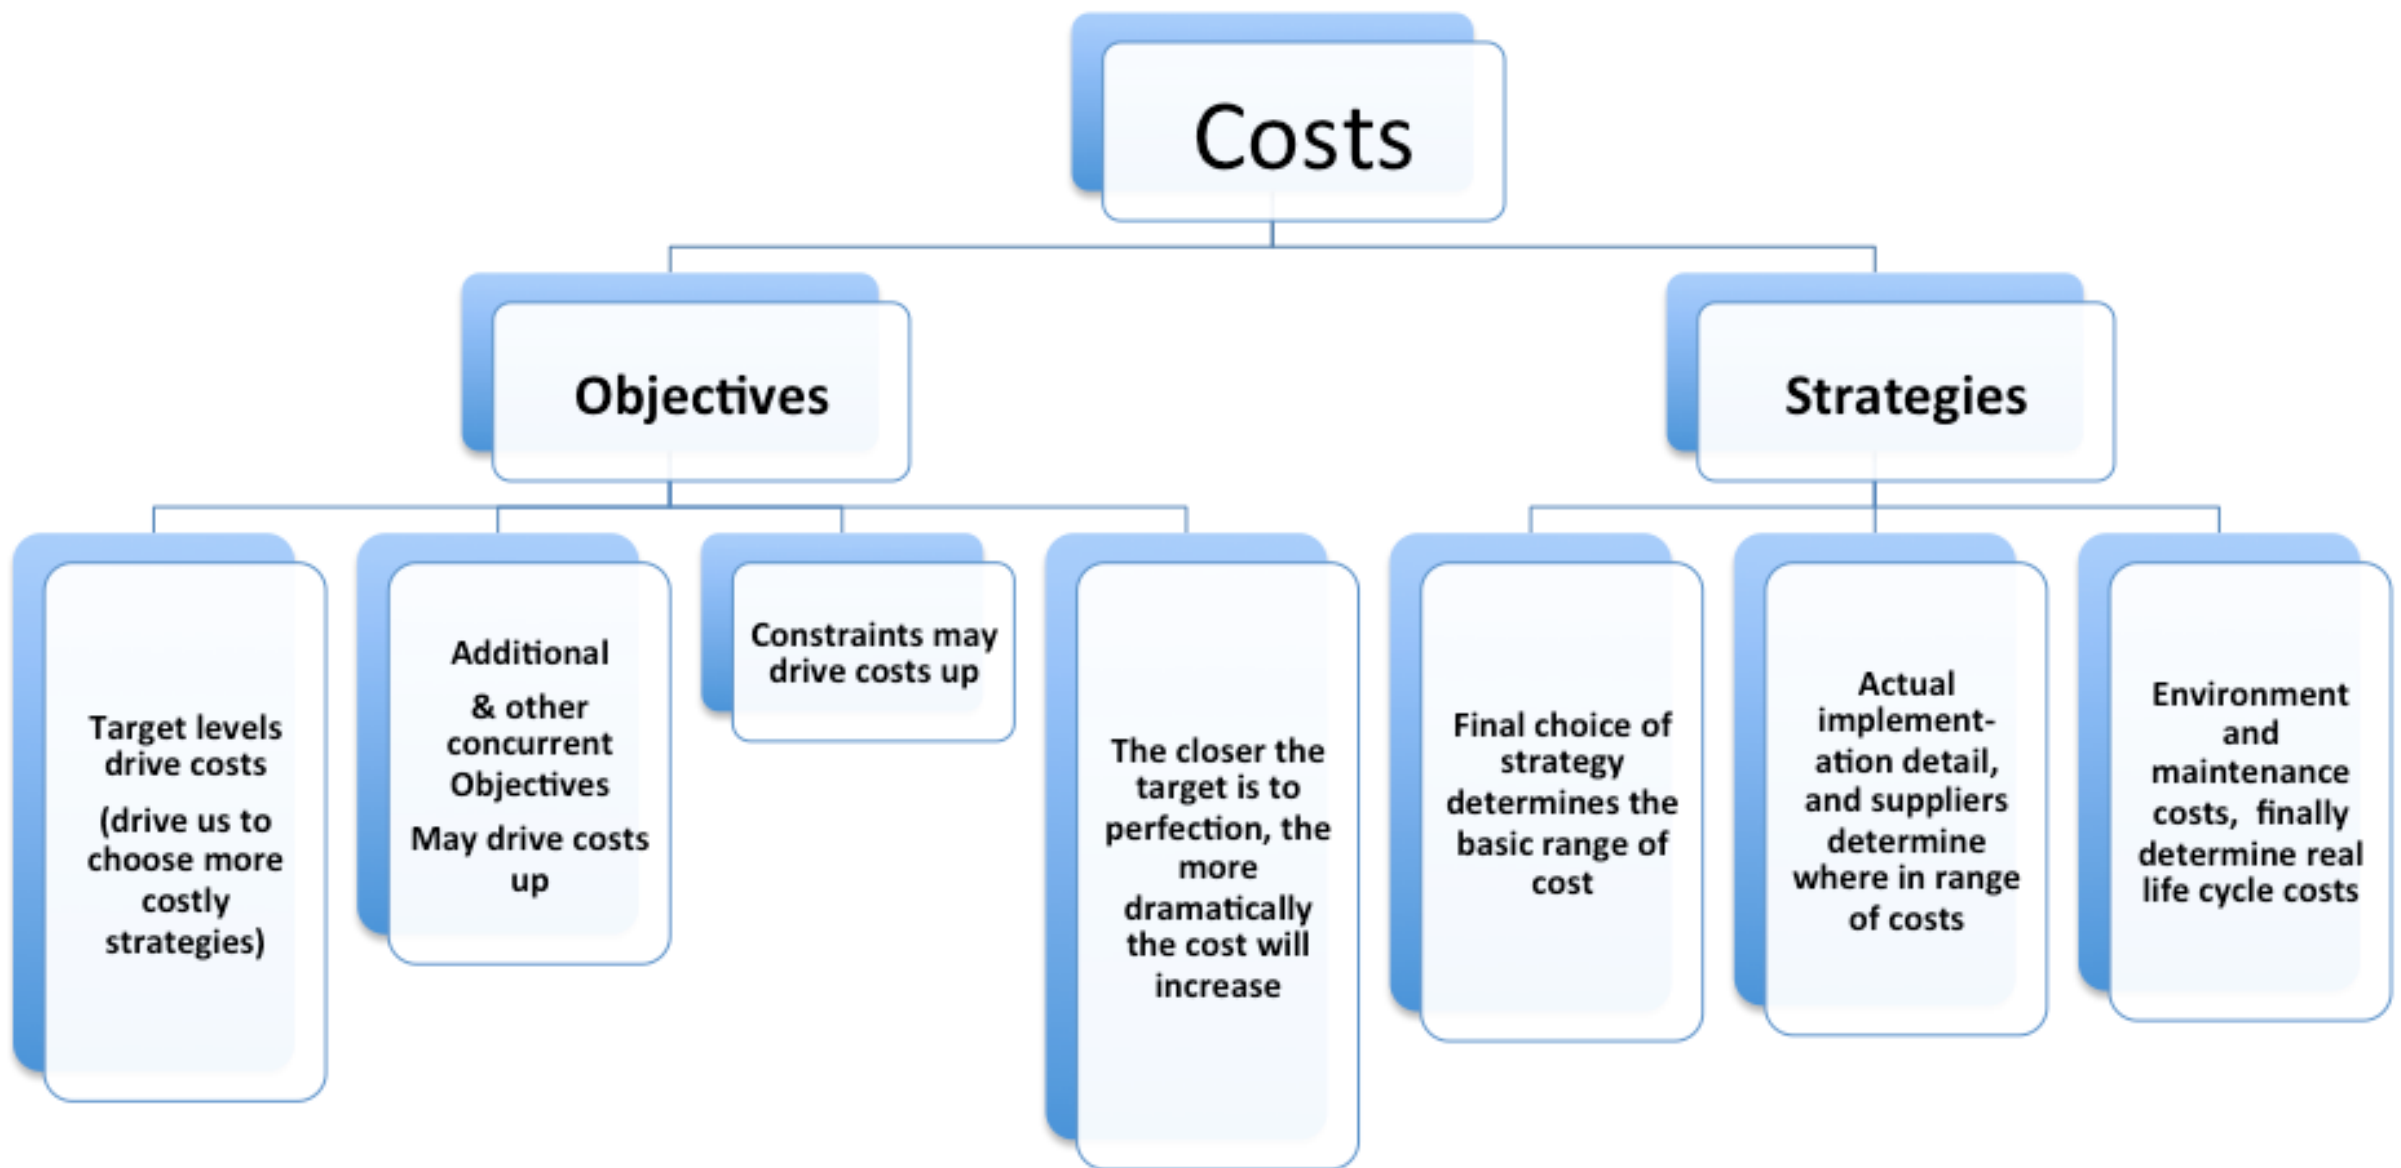 Costs
Objectives
Strategies
Target levels
drive costs
(drive us to
choose more
costly
strategies)
Additional
& other
concurrent
Objectives
May drive costs
up
Constraints may
drive costs up
The closer the
target is to
perfection, the
more
dramatically
the cost will
increase
Final choice of
strategy
determines the
basic range of
cost
Actual
implement-
ation detail,
and suppliers
determine
where in range
of costs
Environment
and
maintenance
costs,  finally
determine real
life cycle costs